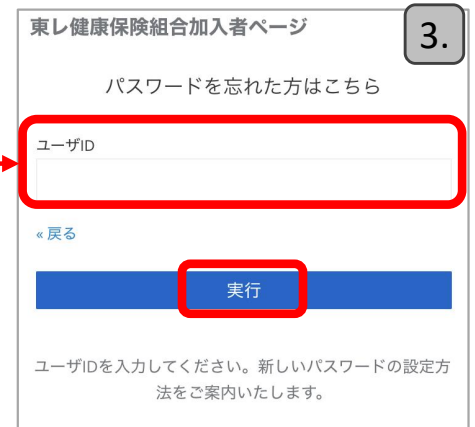 東レ健康保険組合加入者ページ
3.
パスワードを忘れた方はこちら
ユーザID
« 戻る
実行
ユーザIDを入力してください。新しいパスワードの設定方
法をご案内いたします。